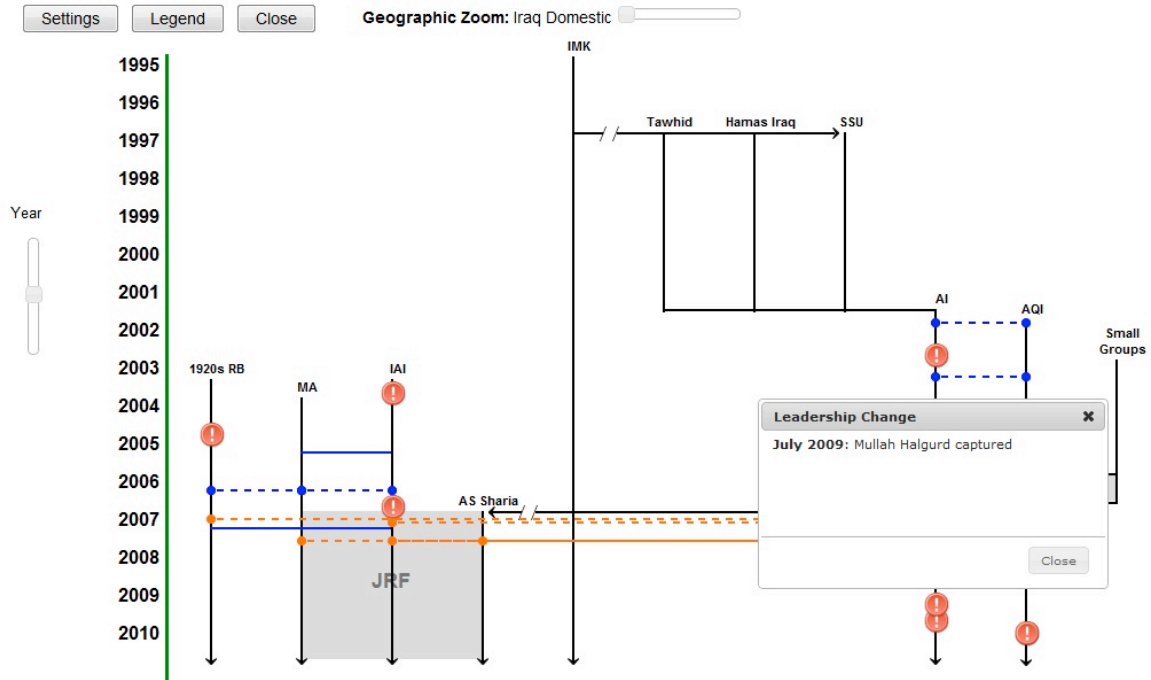 Settings
Legend
Close
Geographic Zoom: Iraq Domestic
IMK
1995
1996
Tawhid
Hamas Iraq
SSU
1997
1998
Year
1999
2000
2001
AI
AQI
2002
Small
Groups
2003
1920s RB
MA
IAI
2004
Leadership Change
2005
July 2009: Mullah Halgurd captured
2006
AS Sharia
2007
2008
Close
JRF
2009
2010